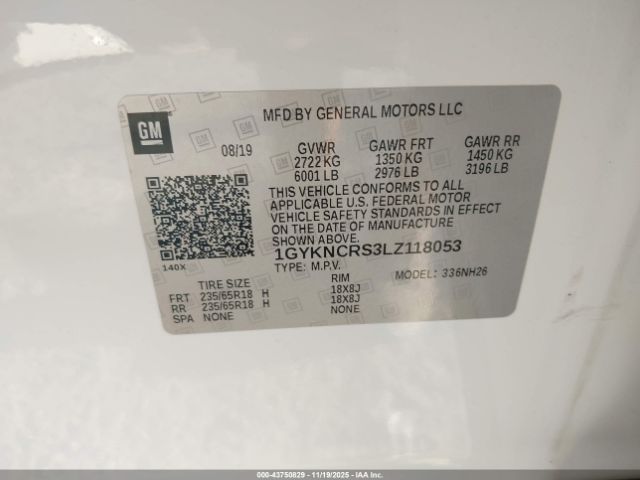 MFD BY GENERAL MOTORS LLC
GM
08/19 GVWR GAWR FRT GAWR RR
2722 KG 1350 KG 1450 KG
6001 LB 2976 LB 3196 LB
THIS VEHICLE CONFORMS TO ALL
APPLICABLE U.S. FEDERAL MOTOR
VEHICLE SAFETY STANDARDS IN EFFECT
ON THE DATE OF MANUFACTURE
SHOWN ABOVE.
1GYKNCRS3LZ118053
140X
TYPE: M.P.V. MODEL: 336NH26
TIRE SIZE RIM
FRT 235/65R18 H 18X8J
RR 235/65R18 H 18X8J
SPA NONE NONE
000-43750829 - 11/19/2025 - IAAI.com